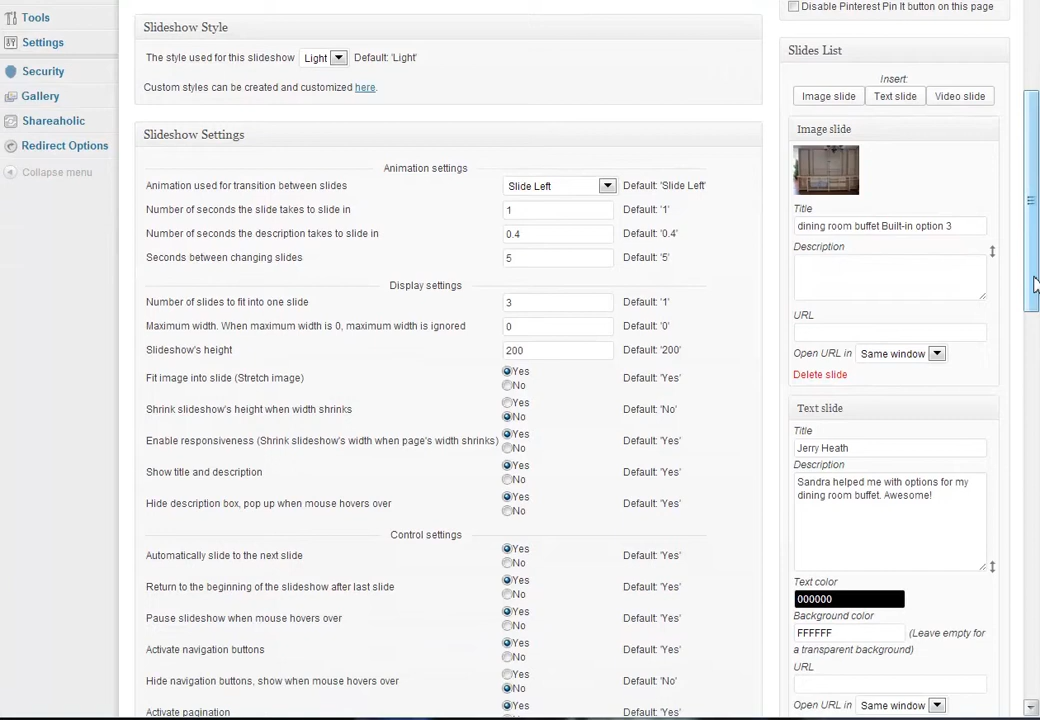 Tools
Settings
Security
Gallery
Shareaholic
Redirect Options
Collapse menu
Slideshow Style
The style used for this slideshow Light Default: 'Light'
Custom styles can be created and customized here.
Slideshow Settings
Animation settings
Animation used for transition between slides Slide Left Default: 'Slide Left'
Number of seconds the slide takes to slide in 1 Default: '1'
Number of seconds the description takes to slide in 0.4 Default: '0.4'
Seconds between changing slides 5 Default: '5'
Display settings
Number of slides to fit into one slide 3 Default: '1'
Maximum width. When maximum width is 0, maximum width is ignored 0 Default: '0'
Slideshow's height 200 Default: '200'
Fit image into slide (Stretch image) Yes No Default: 'Yes'
Shrink slideshow's height when width shrinks Yes No Default: 'No'
Enable responsiveness (Shrink slideshow's width when page's width shrinks) Yes No Default: 'Yes'
Show title and description Yes No Default: 'Yes'
Hide description box, pop up when mouse hovers over Yes No Default: 'Yes'
Control settings
Automatically slide to the next slide Yes No Default: 'Yes'
Return to the beginning of the slideshow after last slide Yes No Default: 'Yes'
Pause slideshow when mouse hovers over Yes No Default: 'Yes'
Activate navigation buttons Yes No Default: 'Yes'
Hide navigation buttons, show when mouse hovers over Yes No Default: 'No'
Activate pagination Yes Default: 'Yes'
Disable Pinterest Pin It button on this page
Slides List
Insert:
Image slide Text slide Video slide
Image slide
Title
dining room buffet Built-in option 3
Description
URL
Open URL in Same window
Delete slide
Text slide
Title
Jerry Heath
Description
Sandra helped me with options for my
dining room buffet. Awesome!
Text color
000000
Background color
FFFFFF (Leave empty for
a transparent background)
URL
Open URL in Same window